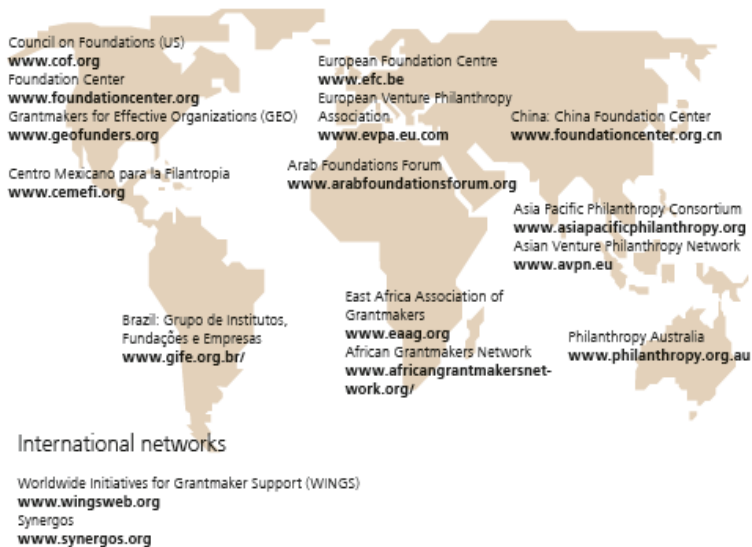 Council on Foundations (US)
www.cof.org
Foundation Center
www.foundationcenter.org
Grantmakers for Effective Organizations (GEO)
www.geofunders.org
Centro Mexicano para la Filantropia
www.cemefi.org
European Foundation Centre
www.efc.be
European Venture Philanthropy
Association
www.evpa.eu.com
China: China Foundation Center
www.foundationcenter.org.cn
Arab Foundations Forum
www.arabfoundationsforum.org
Asia Pacific Philanthropy Consortium
www.asiapacificphilanthropy.org
Asian Venture Philanthropy Network
www.avpn.eu
Brazil: Grupo de Institutos,
Fundações e Empresas
www.gife.org.br/
East Africa Association of
Grantmakers
www.eaag.org
African Grantmakers Network
www.africangrantmakersnet-
work.org/
Philanthropy Australia
www.philanthropy.org.au
International networks
Worldwide Initiatives for Grantmaker Support (WINGS)
www.wingsweb.org
Synergos
www.synergos.org